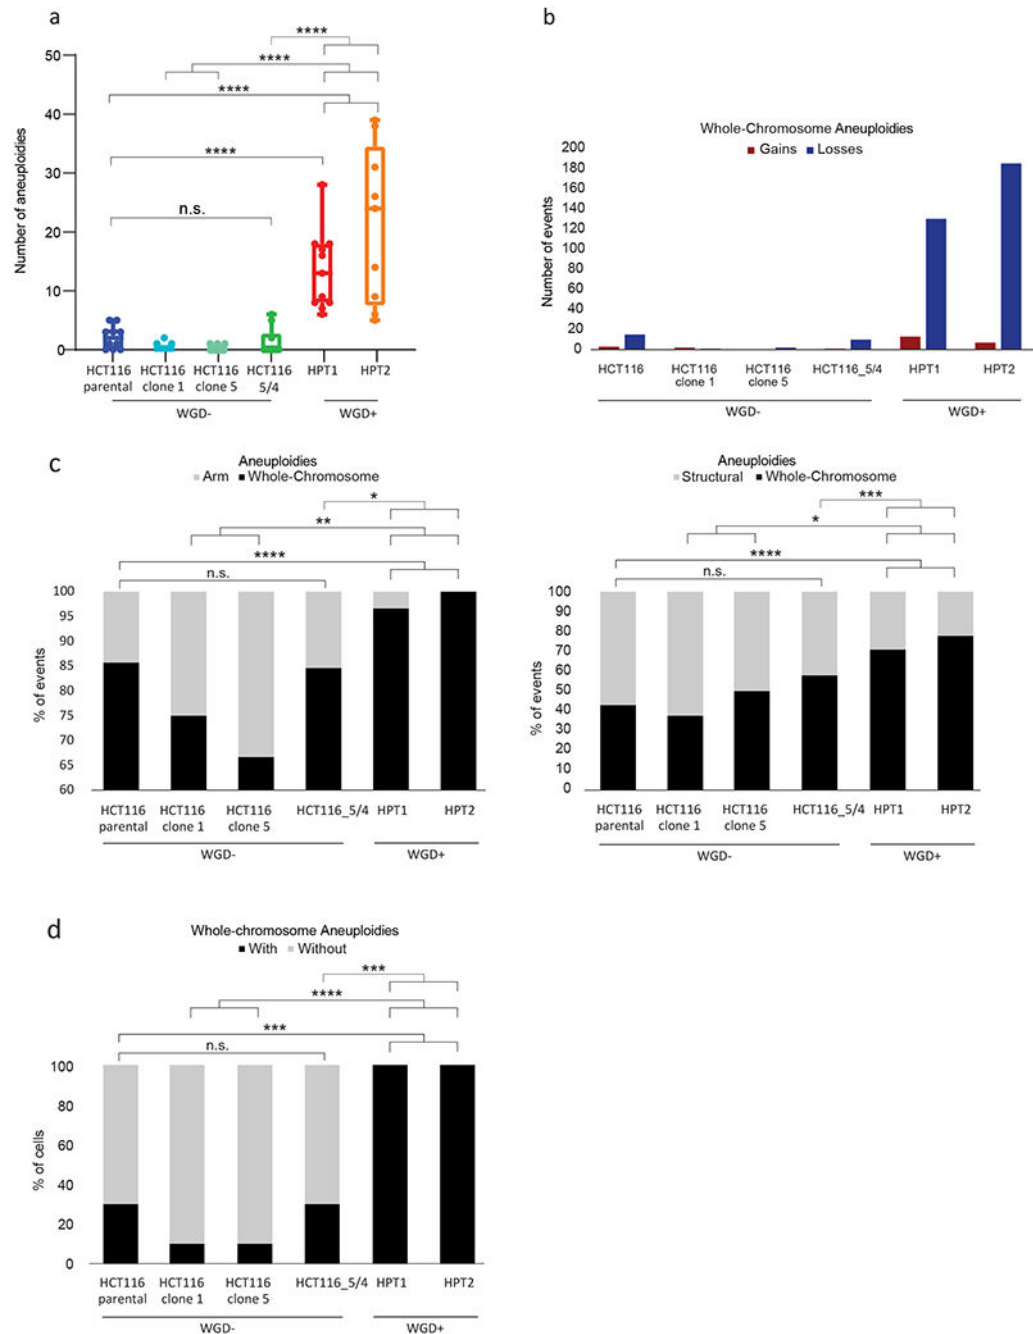 a
****
****
****
****
n.s.
50
40
30
20
10
0
Number of aneuploidies
HCT116 parental
HCT116 clone 1
HCT116 clone 5
HCT116 5/4
HPT1
HPT2
WGD-
WGD+
b
Whole-Chromosome Aneuploidies
Gains Losses
200
180
160
140
120
100
80
60
40
20
0
Number of events
HCT116
HCT116 clone 1
HCT116 clone 5
HCT116_5/4
HPT1
HPT2
WGD-
WGD+
c
Aneuploidies
Arm Whole-Chromosome
*
**
****
n.s.
100
95
90
85
80
75
70
65
60
% of events
HCT116 parental
HCT116 clone 1
HCT116 clone 5
HCT116_5/4
HPT1
HPT2
WGD-
WGD+
Aneuploidies
Structural Whole-Chromosome
***
*
****
n.s.
100
90
80
70
60
50
40
30
20
10
0
% of events
HCT116 parental
HCT116 clone 1
HCT116 clone 5
HCT116_5/4
HPT1
HPT2
WGD-
WGD+
d
Whole-chromosome Aneuploidies
With Without
***
****
***
n.s.
100
80
60
40
20
0
% of cells
HCT116 parental
HCT116 clone 1
HCT116 clone 5
HCT116_5/4
HPT1
HPT2
WGD-
WGD+